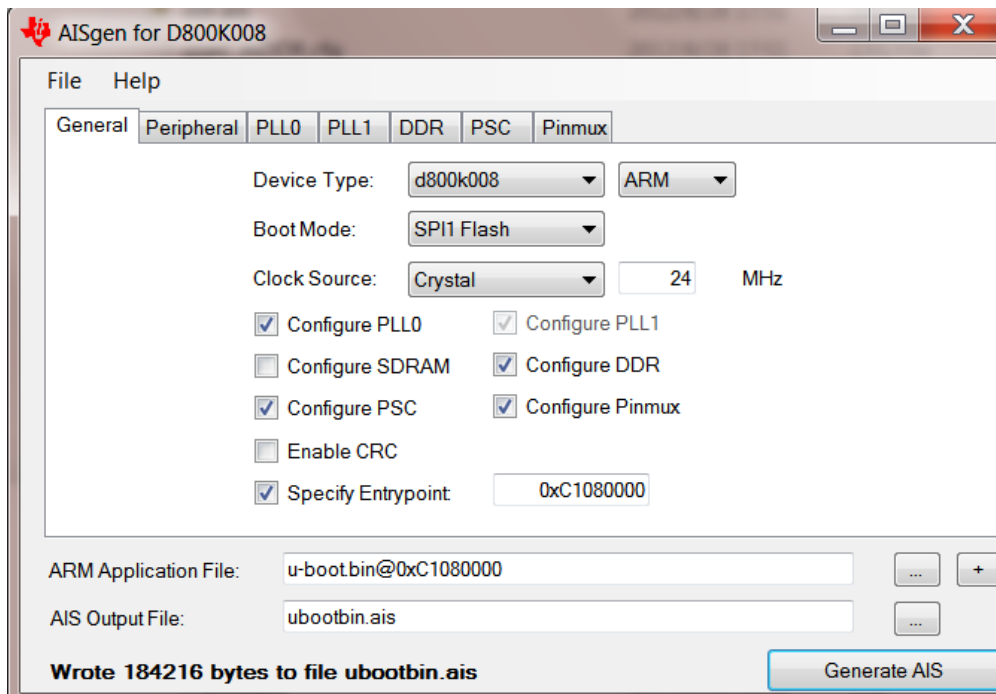 AISgen for D800K008
File Help
General Peripheral PLL0 PLL1 DDR PSC Pinmux
Device Type: d800k008 ARM
Boot Mode: SPI1 Flash
Clock Source: Crystal 24 MHz
Configure PLL0 Configure PLL1
Configure SDRAM Configure DDR
Configure PSC Configure Pinmux
Enable CRC
Specify Entrypoint: 0xC1080000
ARM Application File: u-boot.bin@0xC1080000 ... +
AIS Output File: ubootbin.ais ...
Wrote 184216 bytes to file ubootbin.ais Generate AIS